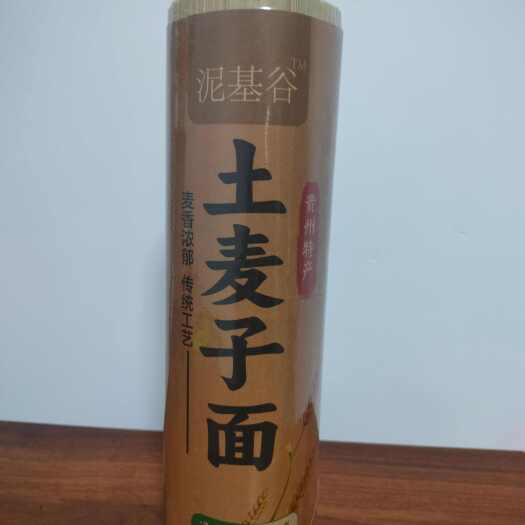 泥基谷™
土麦子面
麦香浓郁 传统工艺
贵州特产